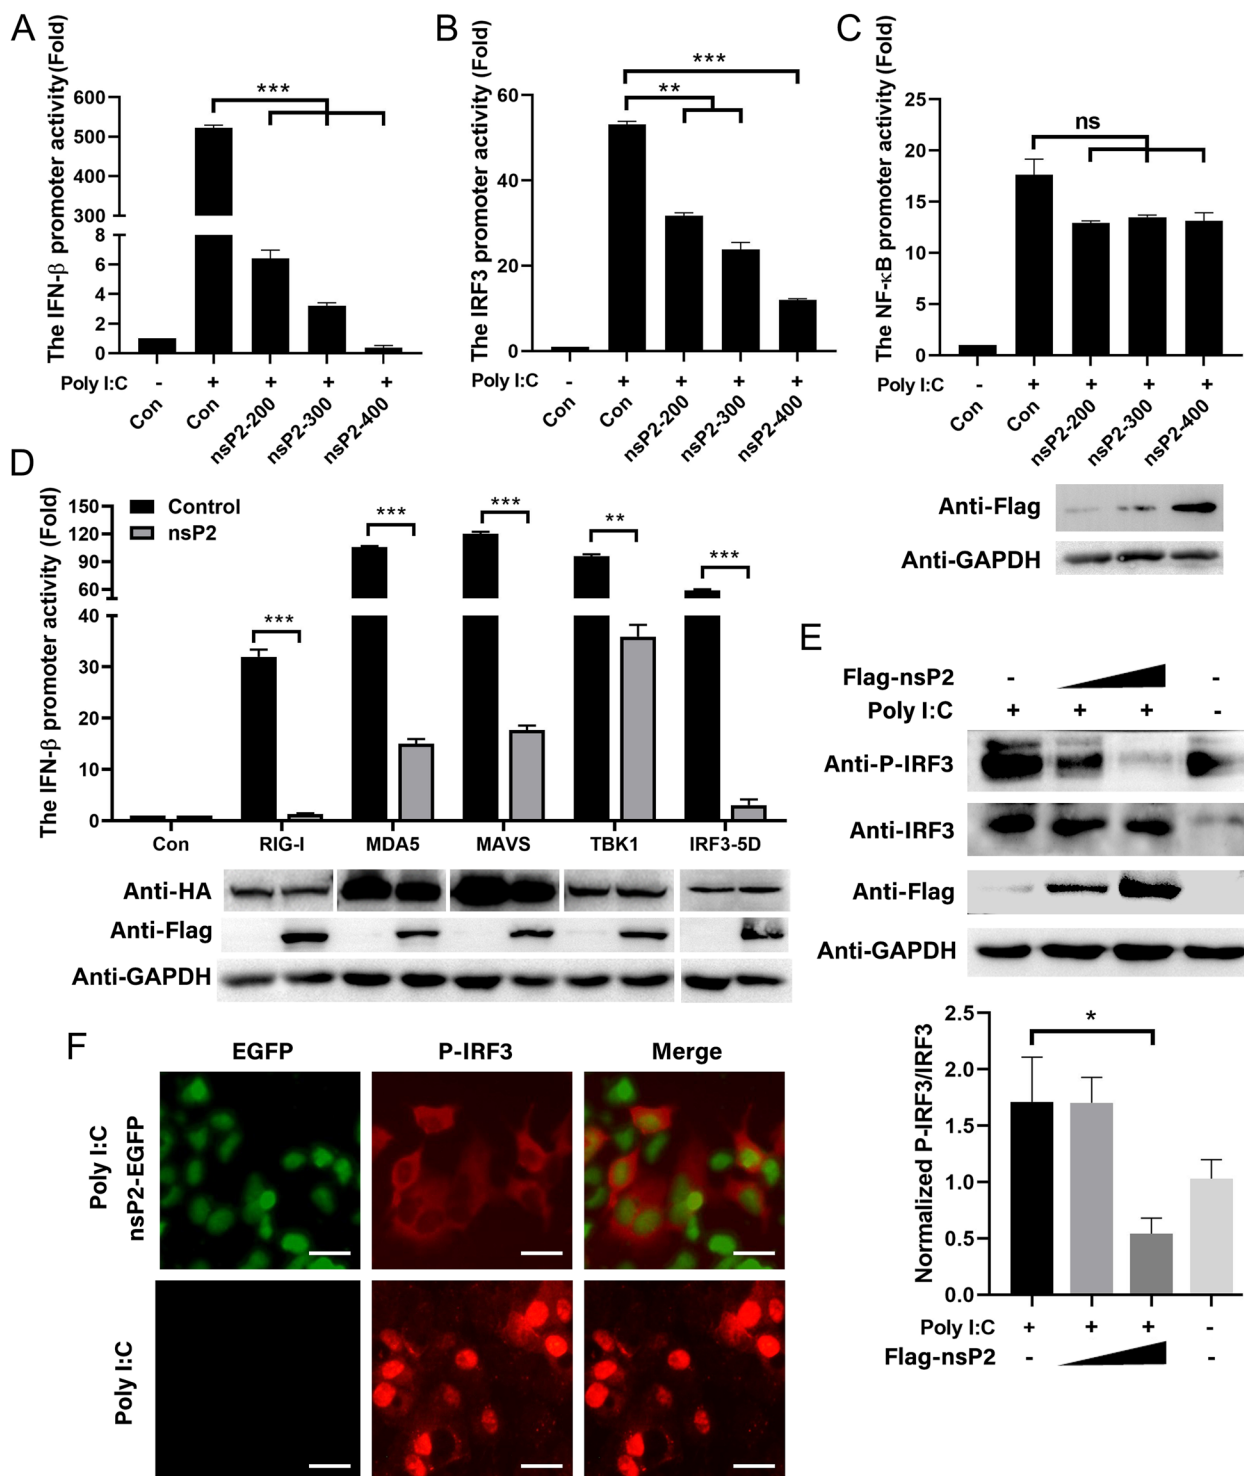 A
The IFN-β promoter activity(Fold)
600
500
400
300
8
6
4
2
0
***
Poly I:C - + + + +
Con Con nsP2-200 nsP2-300 nsP2-400
B
The IRF3 promoter activity (Fold)
60
40
20
0
***
**
Poly I:C - + + + +
Con Con nsP2-200 nsP2-300 nsP2-400
C
The NF-κB promoter activity (Fold)
25
20
15
10
5
0
ns
Poly I:C - + + + +
Con Con nsP2-200 nsP2-300 nsP2-400
Anti-Flag
Anti-GAPDH
D
The IFN-β promoter activity (Fold)
150
120
90
60
40
30
20
10
0
Control
nsP2
*** *** *** ** ***
Con RIG-I MDA5 MAVS TBK1 IRF3-5D
Anti-HA
Anti-Flag
Anti-GAPDH
E
Flag-nsP2 - -
Poly I:C + + + -
Anti-P-IRF3
Anti-IRF3
Anti-Flag
Anti-GAPDH
Normalized P-IRF3/IRF3
2.5
2.0
1.5
1.0
0.5
0.0
*
Poly I:C + + + -
Flag-nsP2 - -
F
EGFP P-IRF3 Merge
Poly I:C
nsP2-EGFP
Poly I:C